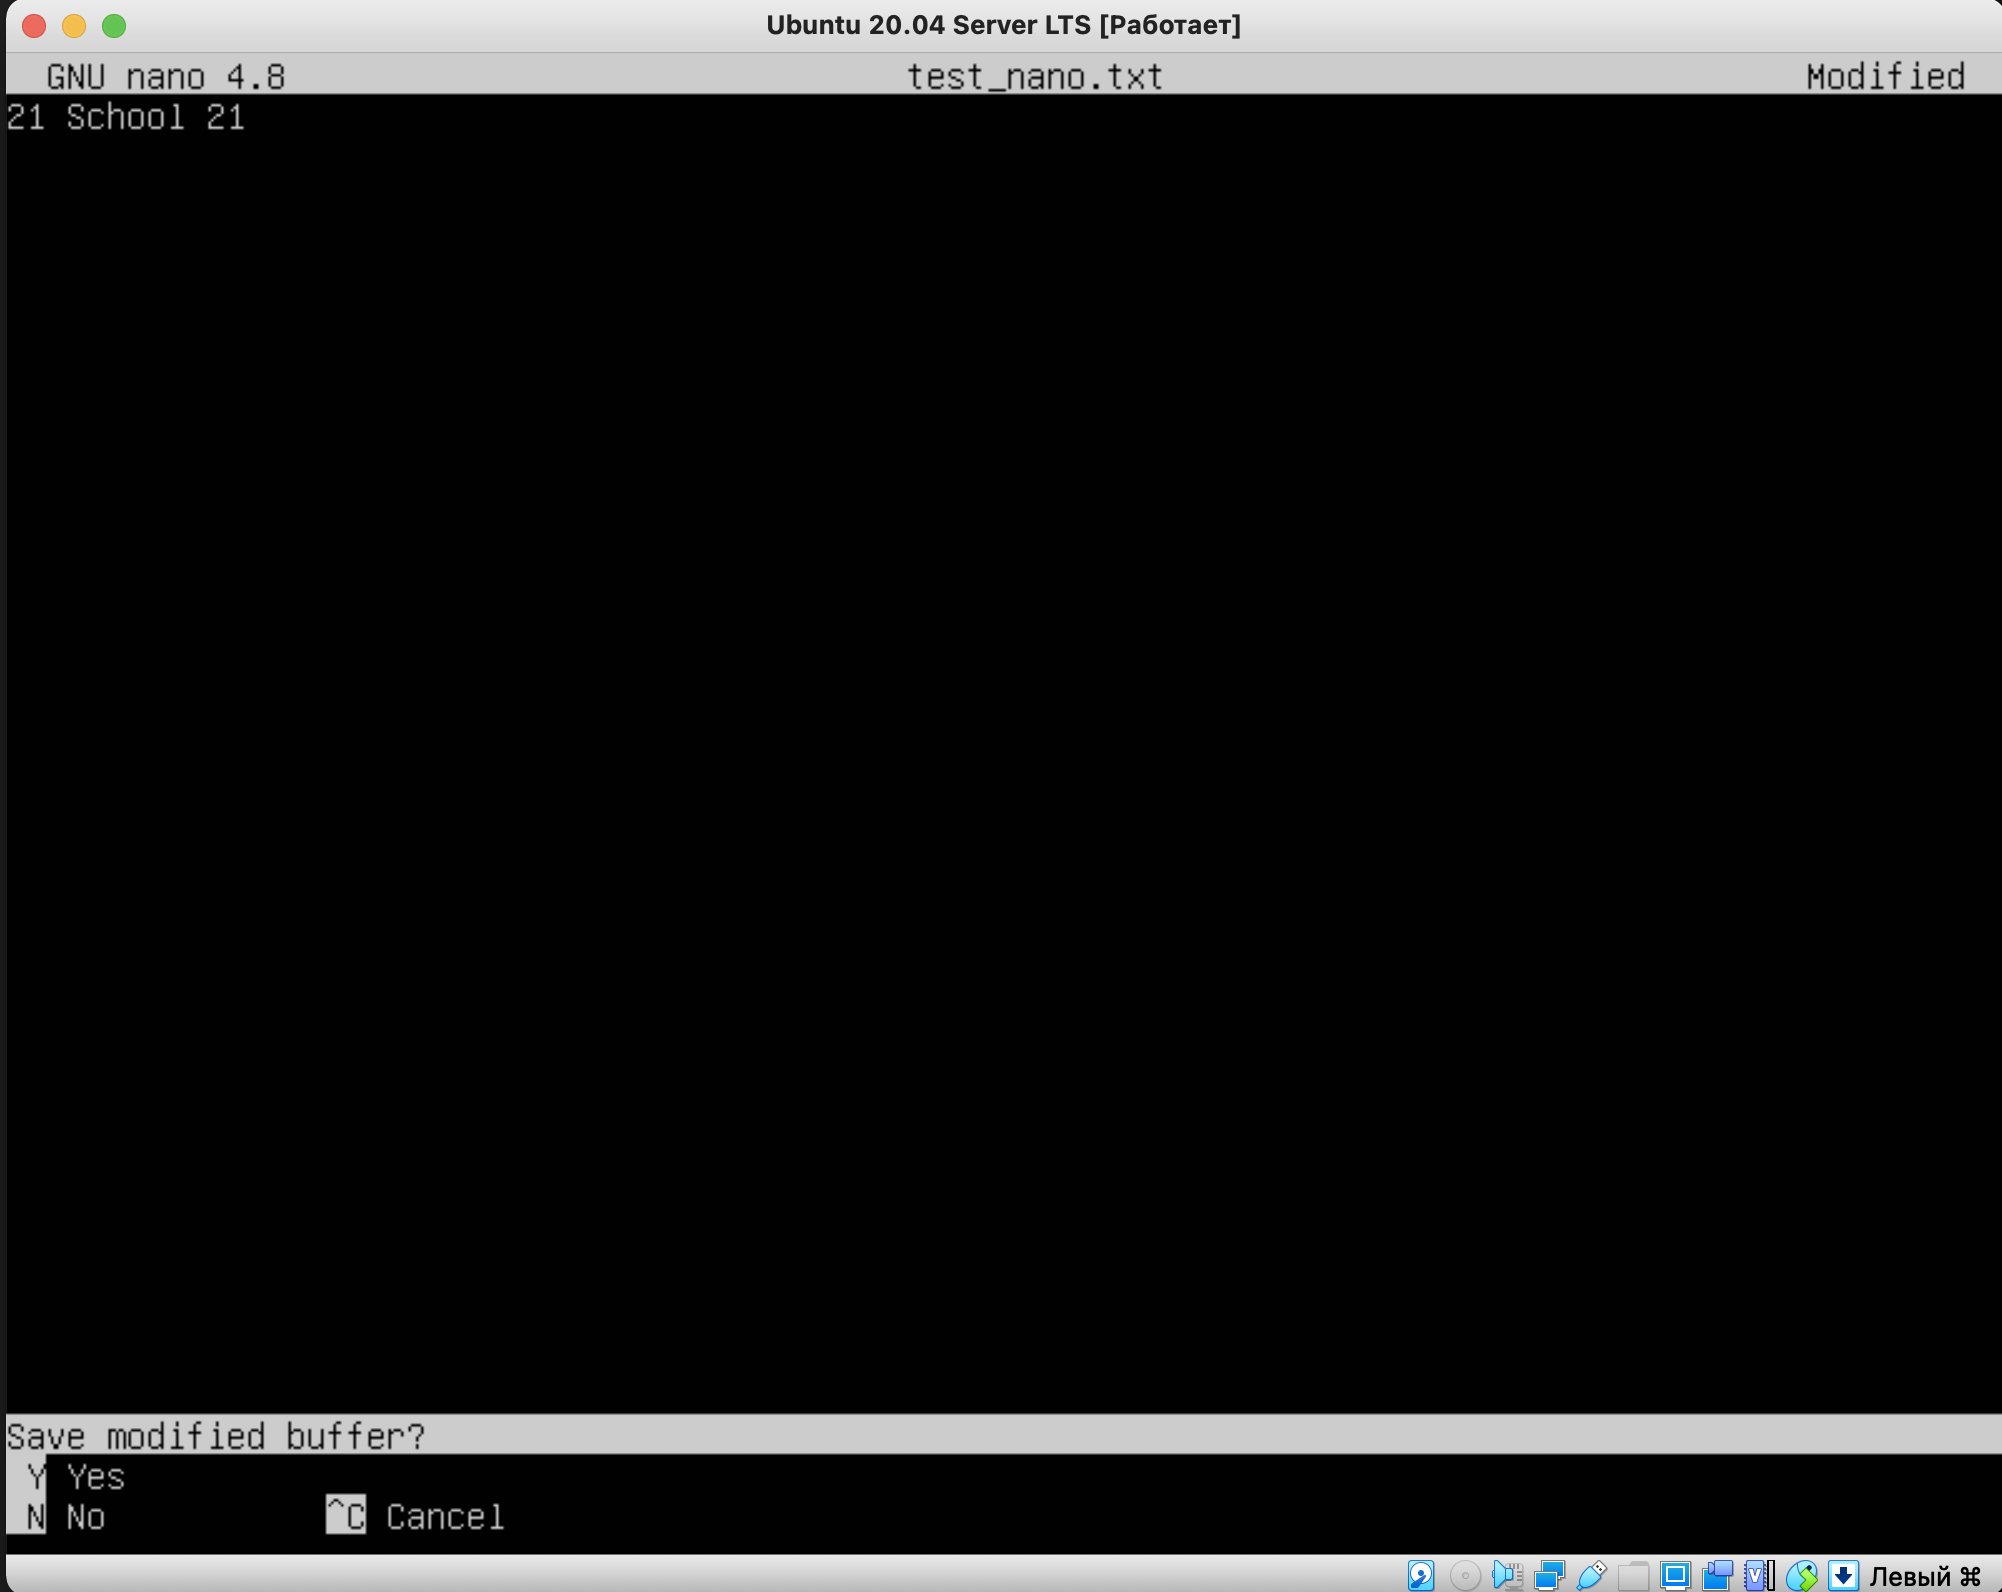 Ubuntu 20.04 Server LTS [Работает]
GNU nano 4.8 test_nano.txt Modified
21 School 21
Save modified buffer?
Y Yes
N No ^C Cancel
Левый ⌘